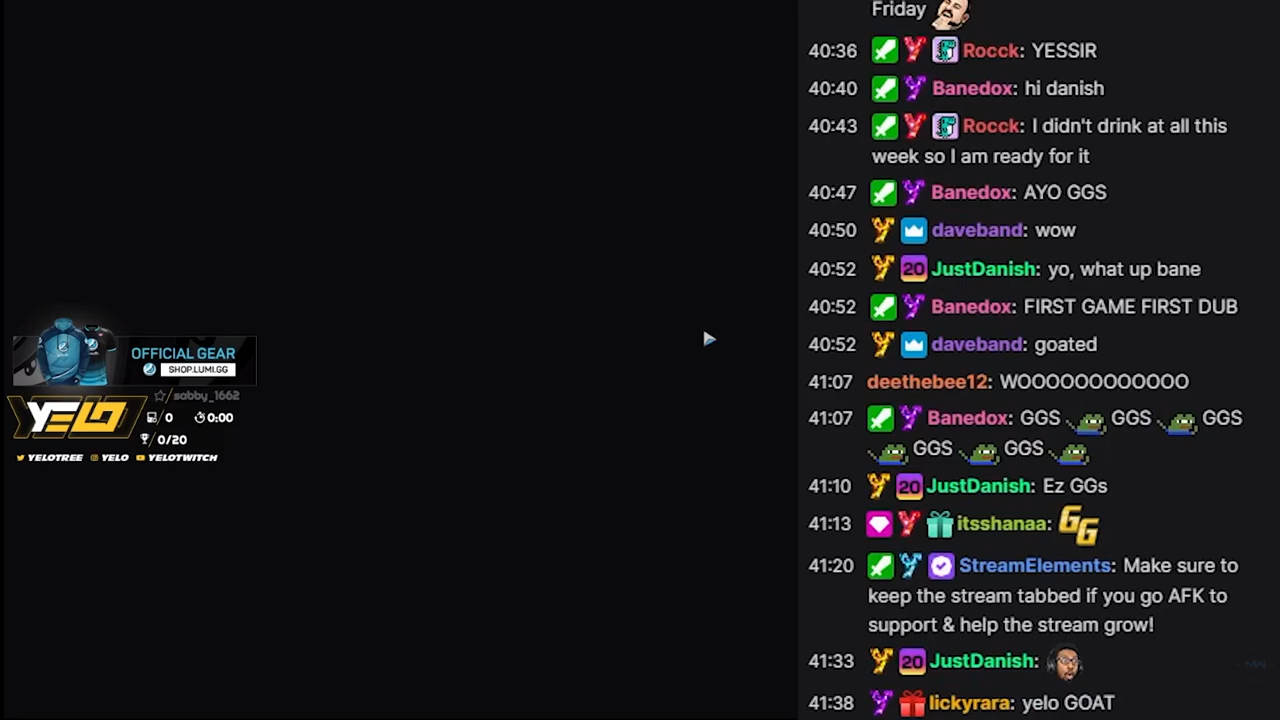 Friday
40:36 Rocck: YESSIR
40:40 Banedox: hi danish
40:43 Rocck: I didn't drink at all this
week so I am ready for it
40:47 Banedox: AYO GGS
40:50 daveband: wow
40:52 20 JustDanish: yo, what up bane
40:52 Banedox: FIRST GAME FIRST DUB
40:52 daveband: goated
41:07 deethebee12: WOOOOOOOOOOOO
41:07 Banedox: GGS GGS GGS
GGS GGS
41:10 20 JustDanish: Ez GGs
41:13 itsshanaa: GG
41:20 StreamElements: Make sure to
keep the stream tabbed if you go AFK to
support & help the stream grow!
41:33 20 JustDanish:
41:38 lickyrara: yelo GOAT
OFFICIAL GEAR
SHOP.LUMI.GG
sabby_1662
YELO
0 0:00
0/20
YELOTREE YELO YELOTWITCH